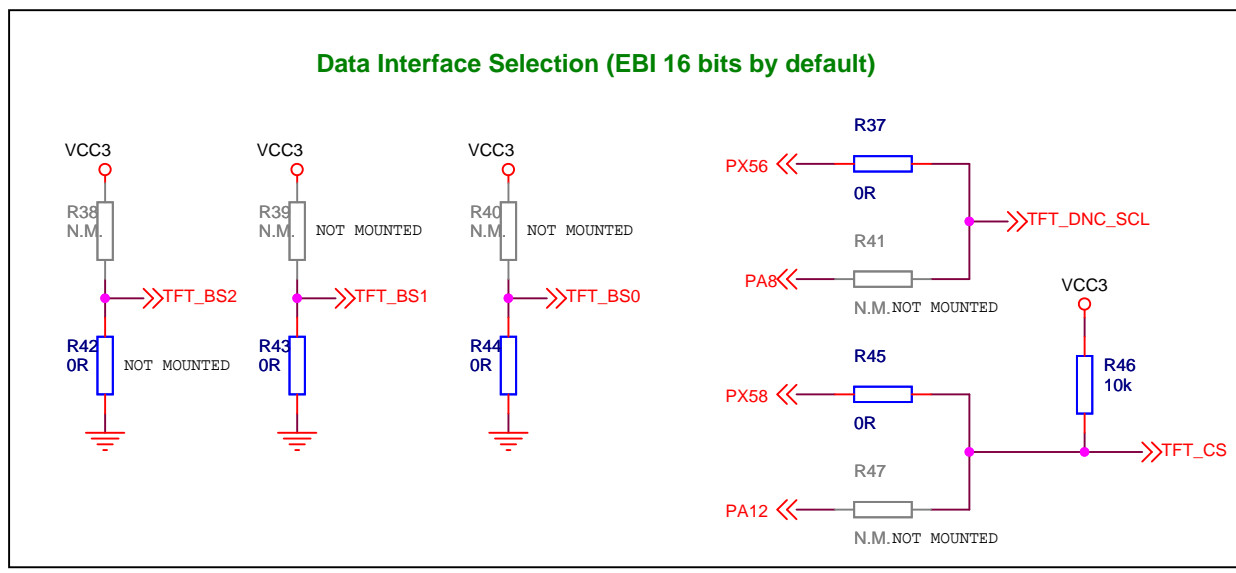 Data Interface Selection (EBI 16 bits by default)
VCC3
R38
N.M.
TFT_BS2
R42
0R
NOT MOUNTED
VCC3
R39
N.M.
NOT MOUNTED
TFT_BS1
R43
0R
VCC3
R40
N.M.
NOT MOUNTED
TFT_BS0
R44
0R
R37
PX56
0R
TFT_DNC_SCL
R41
PA8
N.M. NOT MOUNTED
VCC3
R46
10k
R45
PX58
0R
TFT_CS
R47
PA12
N.M. NOT MOUNTED